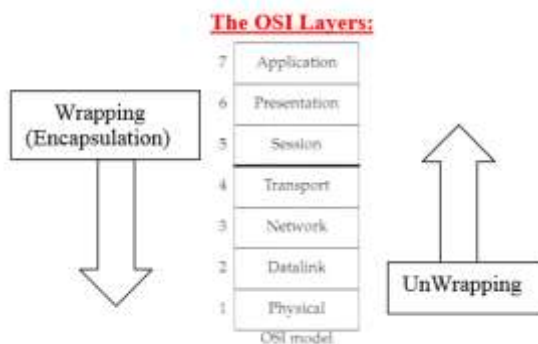 The OSI Layers:
7 Application
6 Presentation
5 Session
4 Transport
3 Network
2 Datalink
1 Physical
OSI model
Wrapping
(Encapsulation)
UnWrapping